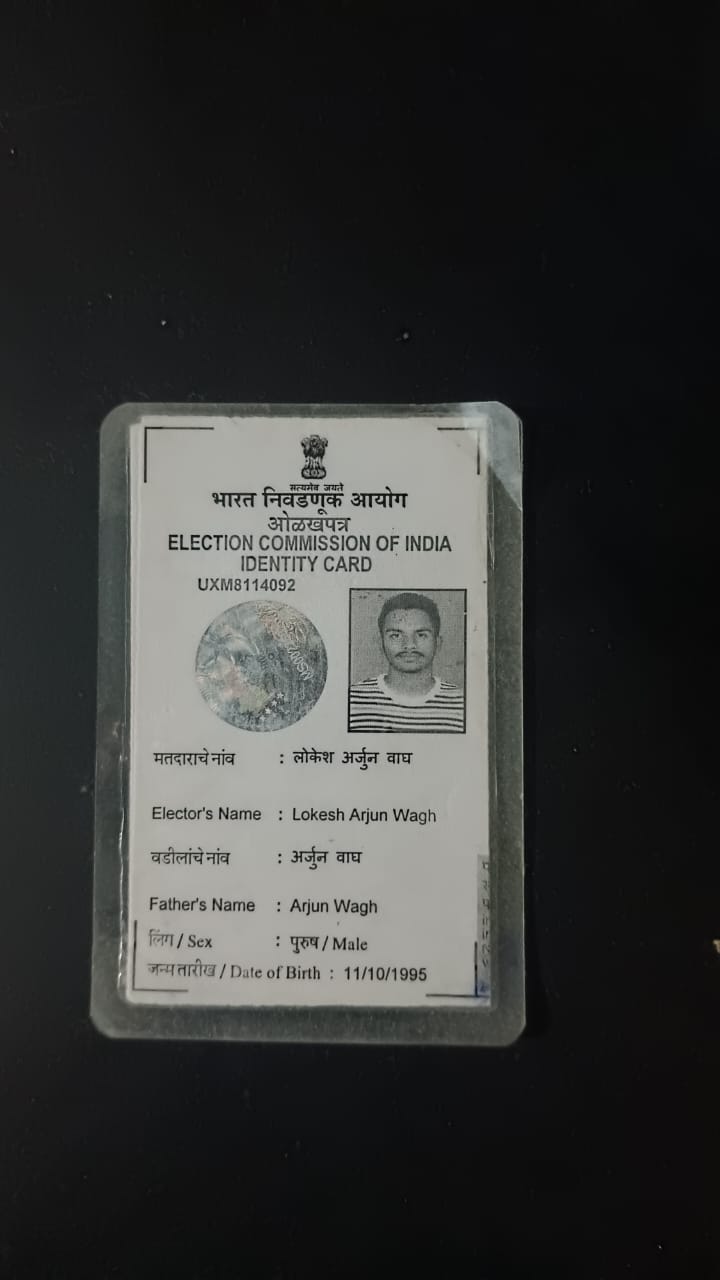 सत्यमेव जयते
भारत निवडणूक आयोग
ओळखपत्र
ELECTION COMMISSION OF INDIA
IDENTITY CARD
UXM8114092
मतदाराचे नांव : लोकेश अर्जुन वाघ
Elector's Name : Lokesh Arjun Wagh
वडीलांचे नांव : अर्जुन वाघ
Father's Name : Arjun Wagh
लिंग / Sex : पुरुष / Male
जन्म तारीख / Date of Birth : 11/10/1995